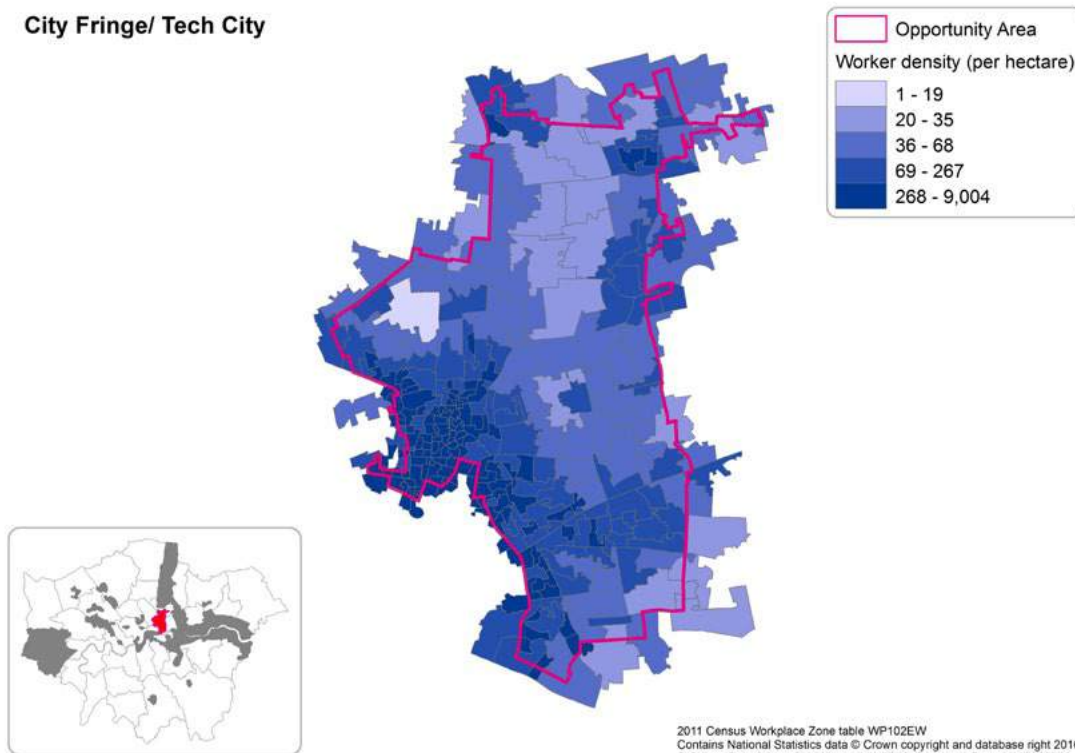 City Fringe/ Tech City
Opportunity Area
Worker density (per hectare)
1 - 19
20 - 35
36 - 68
69 - 267
268 - 9,004
2011 Census Workplace Zone table WP102EW
Contains National Statistics data © Crown copyright and database right